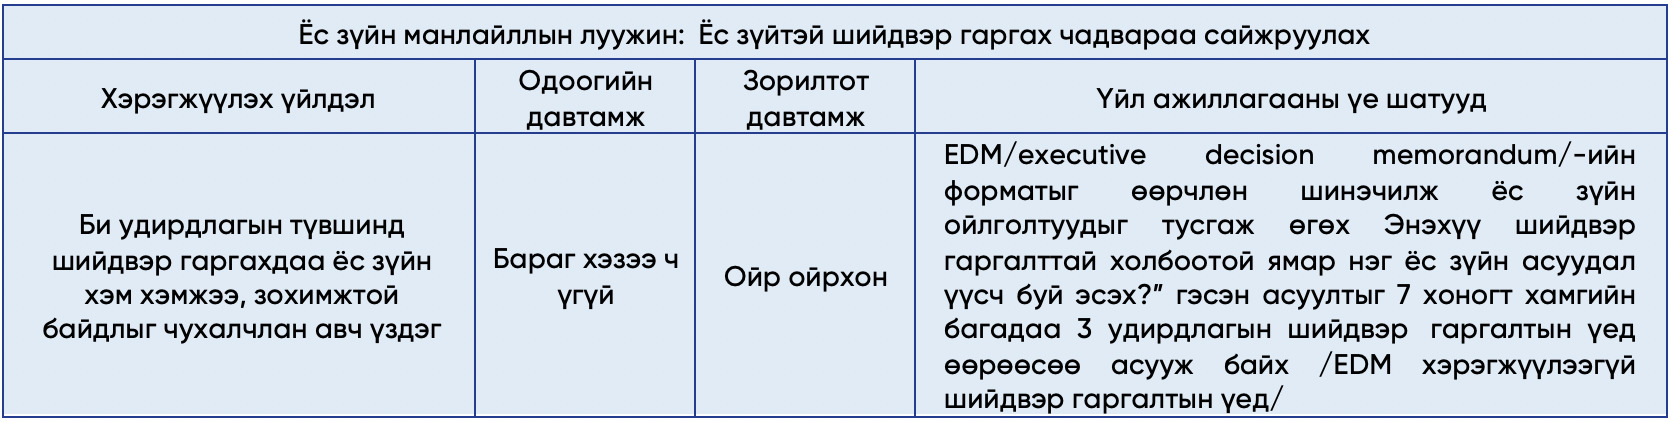 Ёс зүйн манлайллын луужин: Ёс зүйтэй шийдвэр гаргах чадвараа сайжруулах
Хэрэгжүүлэх үйлдэл
Одоогийн
давтамж
Зорилтот
давтамж
Үйл ажиллагааны үе шатууд
Би удирдлагын түвшинд
шийдвэр гаргахдаа ёс зүйн
хэм хэмжээ, зохимжтой
байдлыг чухалчлан авч үздэг
Бараг хэзээ ч
үгүй
Ойр ойрхон
EDM/executive decision memorandum/-ийн
форматыг өөрчлөн шинэчилж ёс зүйн
ойлголтуудыг тусгаж өгөх Энэхүү шийдвэр
гаргалттай холбоотой ямар нэг ёс зүйн асуудал
үүсч буй эсэх?” гэсэн асуултыг 7 хоногт хамгийн
багадаа 3 удирдлагын шийдвэр гаргалтын үед
өөрөөсөө асууж байх /EDM хэрэгжүүлээгүй
шийдвэр гаргалтын үед/